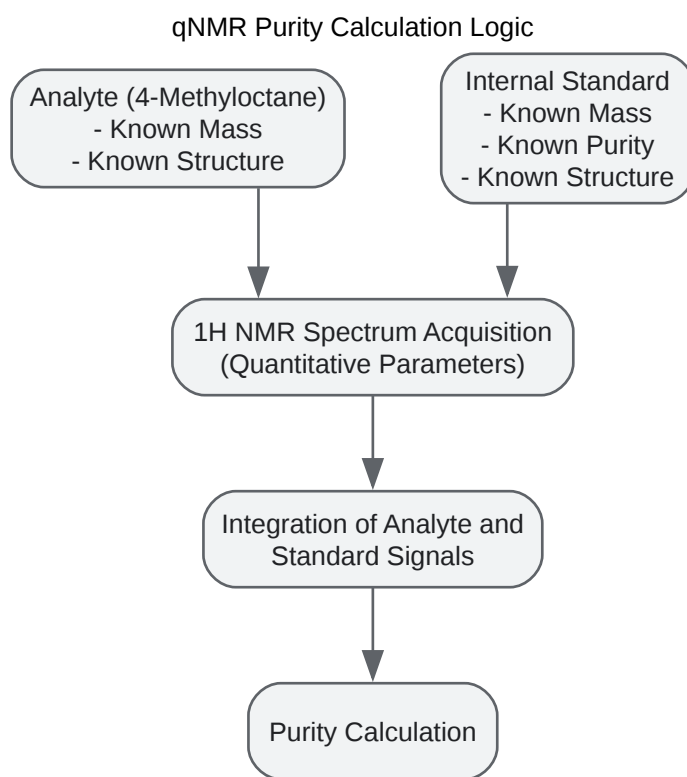 qNMR Purity Calculation Logic
Analyte (4-Methyloctane)
- Known Mass
- Known Structure
Internal Standard
- Known Mass
- Known Purity
- Known Structure
1H NMR Spectrum Acquisition
(Quantitative Parameters)
Integration of Analyte and
Standard Signals
Purity Calculation